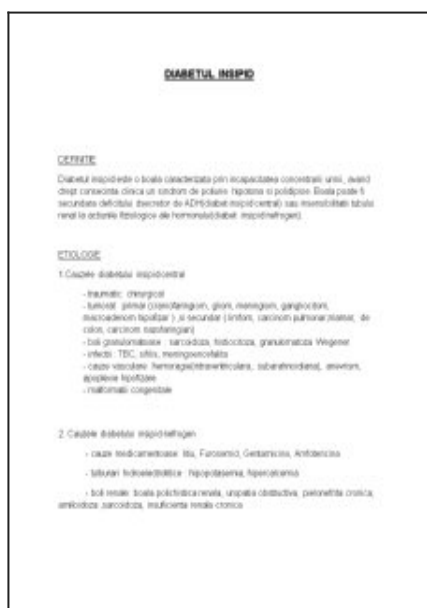 DIABETUL INSIPID
DEFINITIE
Diabetul insipid este o boala caracterizata prin incapacitatea concentrarii urinii, avand
drept consecinta clinica un sindrom de poliurie hipotona si polidipsie. Boala poate fi
secundara deficitului de ADH(diabet insipid central) sau insensibilitatii tubului
renal la actiunile fiziologice ale hormonului(diabet insipid nefrogen).
ETIOLOGIE
1.Cauzele diabetului insipid central
- traumatic, chirurgical
- tumoral: primar (craniofaringiom, gliom, meningiom,
macroadenom hipofizar ) ,si secundar ( limfom, carcinom pulmonar,mamar, de
colon, carcinom nazofaringian)
- boli granulomatoase : sarcoidoza, histiocitoza, granulomatoza Wegener
- infectii : TBC, sifilis, meningoencefalita
- cauze vasculare :hemoragie(intraventriculara, subarahnoidiana), anevrism,
apoplexie hipofizara
- malformatii congenitale
2. Cauzele diabetului insipid nefrogen
- cauze medicamentoase: litiu, Furosemid, Gentamicina, Amfotericina
- tulburari hidroelectrolitice : hipopotasemia, hipercalcemia
- boli renale: boala polichistica renala, uropatia obstructiva, pielonefrita cronica,
amiloidoza ,sarcoidoza, insuficienta renala cronica